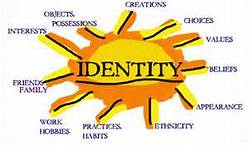 CREATIONS
OBJECTS,
POSSESSIONS
CHOICES
INTERESTS
VALUES
IDENTITY
BELIEFS
FRIENDS
FAMILY
APPEARANCE
WORK
HOBBIES
PRACTICES,
HABITS
ETHNICITY